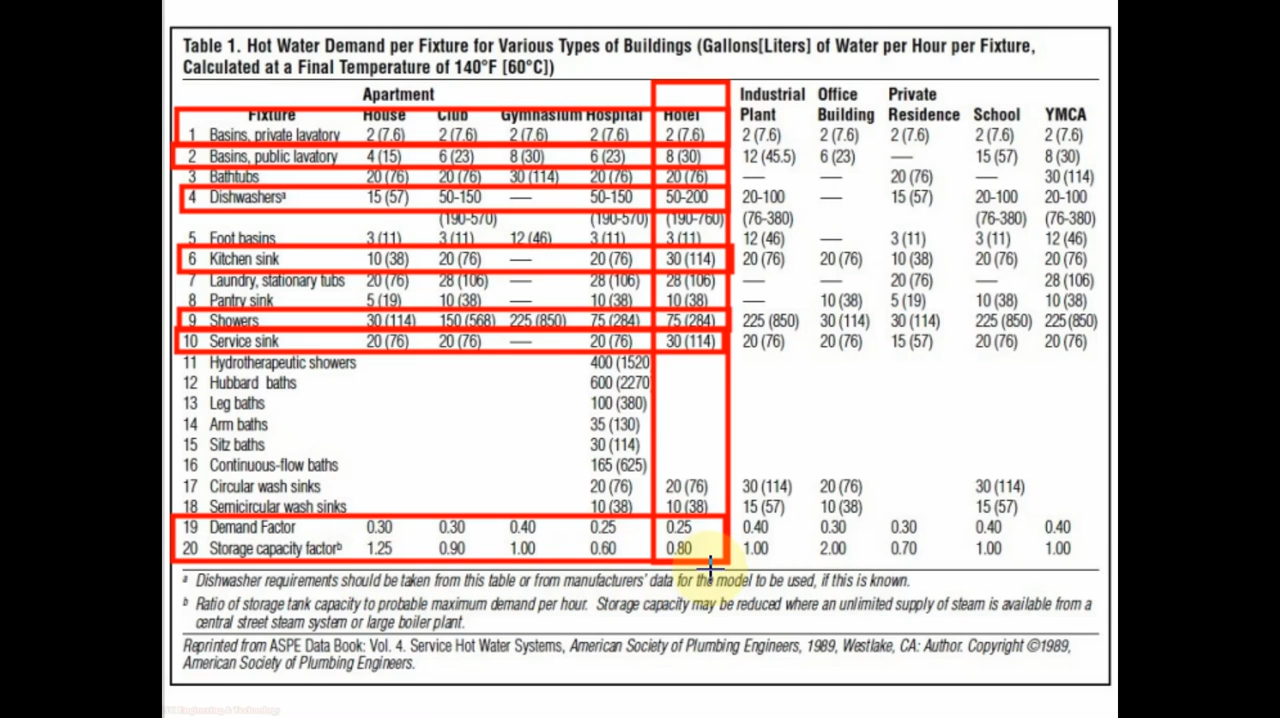 Table 1. Hot Water Demand per Fixture for Various Types of Buildings (Gallons[Liters] of Water per Hour per Fixture,
Calculated at a Final Temperature of 140°F [60°C])
Apartment Industrial Office Private
Fixture House Club Gymnasium Hospital Hotel Plant Building Residence School YMCA
1 Basins, private lavatory 2 (7.6) 2 (7.6) 2 (7.6) 2 (7.6) 2 (7.6) 2 (7.6) 2 (7.6) 2 (7.6) 2 (7.6) 2 (7.6)
2 Basins, public lavatory 4 (15) 6 (23) 8 (30) 6 (23) 8 (30) 12 (45.5) 6 (23) — 15 (57) 8 (30)
3 Bathtubs 20 (76) 20 (76) 30 (114) 20 (76) 20 (76) — — 20 (76) — 30 (114)
4 Dishwashersᵃ 15 (57) 50-150 — 50-150 50-200 20-100 — 15 (57) 20-100 20-100
(190-570) (190-570) (190-760) (76-380) (76-380) (76-380)
5 Foot basins 3 (11) 3 (11) 12 (46) 3 (11) 3 (11) 12 (46) — 3 (11) 3 (11) 12 (46)
6 Kitchen sink 10 (38) 20 (76) — 20 (76) 30 (114) 20 (76) 20 (76) 10 (38) 20 (76) 20 (76)
7 Laundry, stationary tubs 20 (76) 28 (106) — 28 (106) 28 (106) — — 20 (76) — 28 (106)
8 Pantry sink 5 (19) 10 (38) — 10 (38) 10 (38) — 10 (38) 5 (19) 10 (38) 10 (38)
9 Showers 30 (114) 150 (568) 225 (850) 75 (284) 75 (284) 225 (850) 30 (114) 30 (114) 225 (850) 225 (850)
10 Service sink 20 (76) 20 (76) — 20 (76) 30 (114) 20 (76) 20 (76) 15 (57) 20 (76) 20 (76)
11 Hydrotherapeutic showers 400 (1520
12 Hubbard baths 600 (2270
13 Leg baths 100 (380)
14 Arm baths 35 (130)
15 Sitz baths 30 (114)
16 Continuous-flow baths 165 (625)
17 Circular wash sinks 20 (76) 20 (76) 30 (114) 20 (76) 30 (114)
18 Semicircular wash sinks 10 (38) 10 (38) 15 (57) 10 (38) 15 (57)
19 Demand Factor 0.30 0.30 0.40 0.25 0.25 0.40 0.30 0.30 0.40 0.40
20 Storage capacity factorᵇ 1.25 0.90 1.00 0.60 0.80 1.00 2.00 0.70 1.00 1.00
ᵃ Dishwasher requirements should be taken from this table or from manufacturers' data for the model to be used, if this is known.
ᵇ Ratio of storage tank capacity to probable maximum demand per hour. Storage capacity may be reduced where an unlimited supply of steam is available from a
central street steam system or large boiler plant.
Reprinted from ASPE Data Book: Vol. 4. Service Hot Water Systems, American Society of Plumbing Engineers, 1989, Westlake, CA: Author. Copyright ©1989,
American Society of Plumbing Engineers.
Engineering & Technology